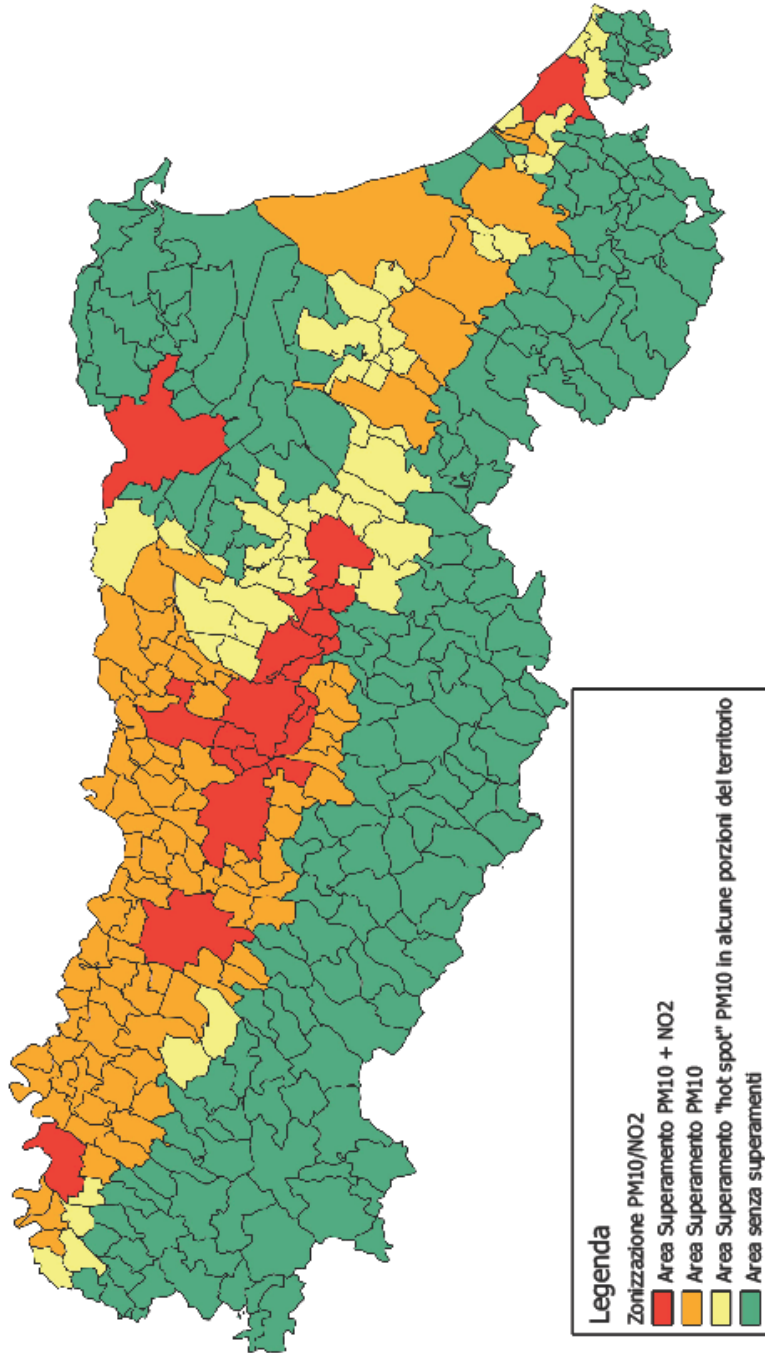 Legenda
Zonizzazione PM10/NO2
Area Superamento PM10 + NO2
Area Superamento PM10
Area Superamento "hot spot" PM10 in alcune porzioni del territorio
Area senza superamenti